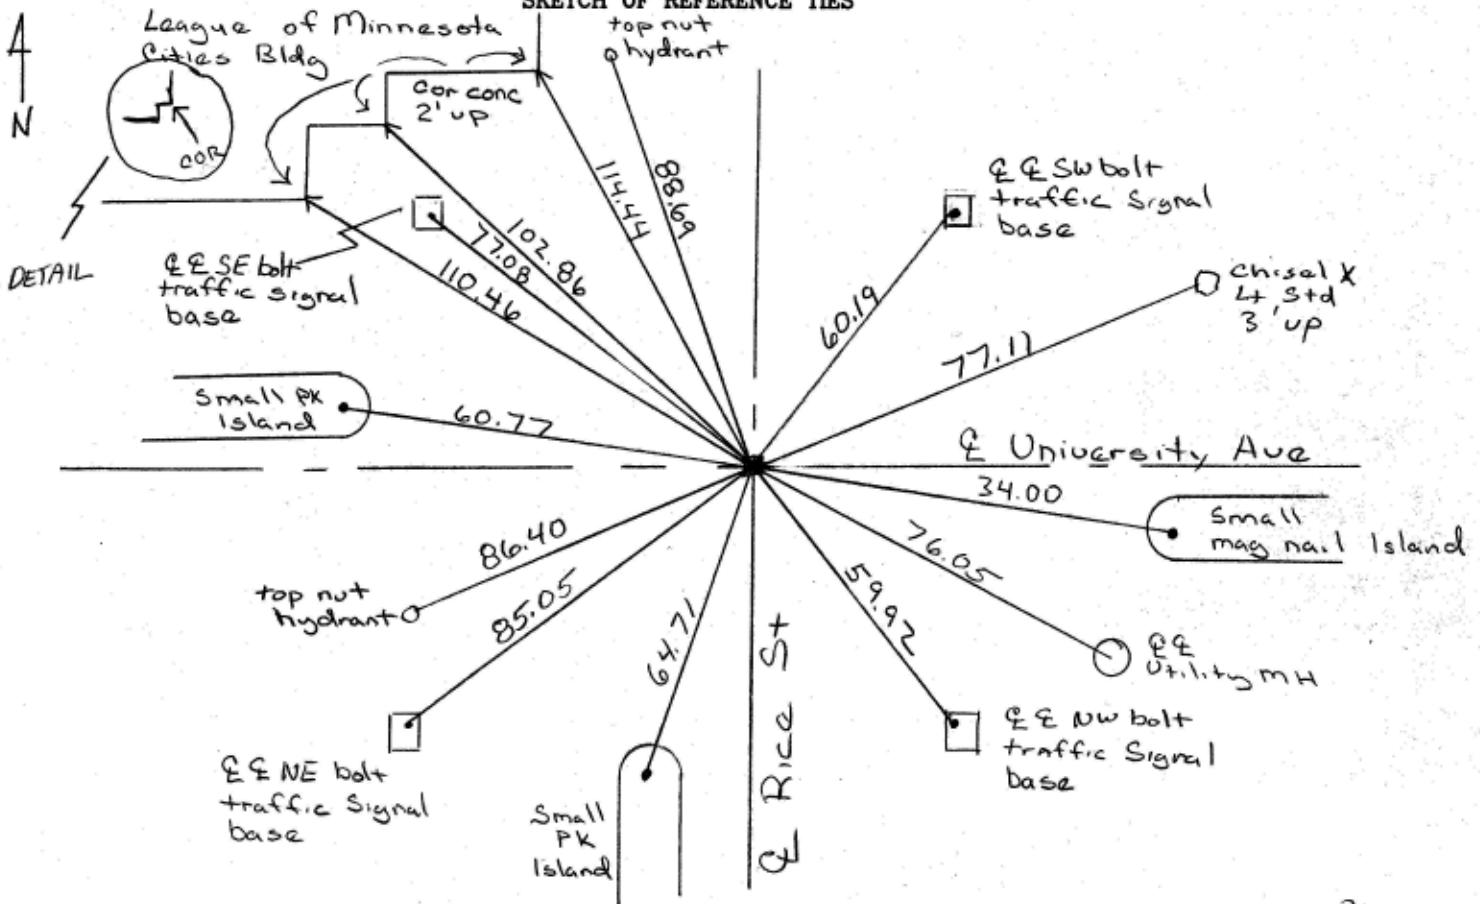 SKETCH OF REFERENCE TIES
League of Minnesota
Cities Bldg
N
COR
DETAIL
cor conc
2' up
top nut
hydrant
114.44
88.69
102.86
77.08
110.46
℄ ℄ SE bolt
traffic signal
base
℄ ℄ SW bolt
traffic Signal
base
60.19
chisel X
Lt Std
3' up
77.11
Small PK
Island
60.77
℄ University Ave
34.00
Small
mag nail Island
86.40
top nut
hydrant
85.05
64.71
76.05
59.92
℄ ℄
Utility MH
℄ ℄ NW bolt
traffic Signal
base
℄ ℄ NE bolt
traffic Signal
base
Small
PK
Island
℄ Rice St